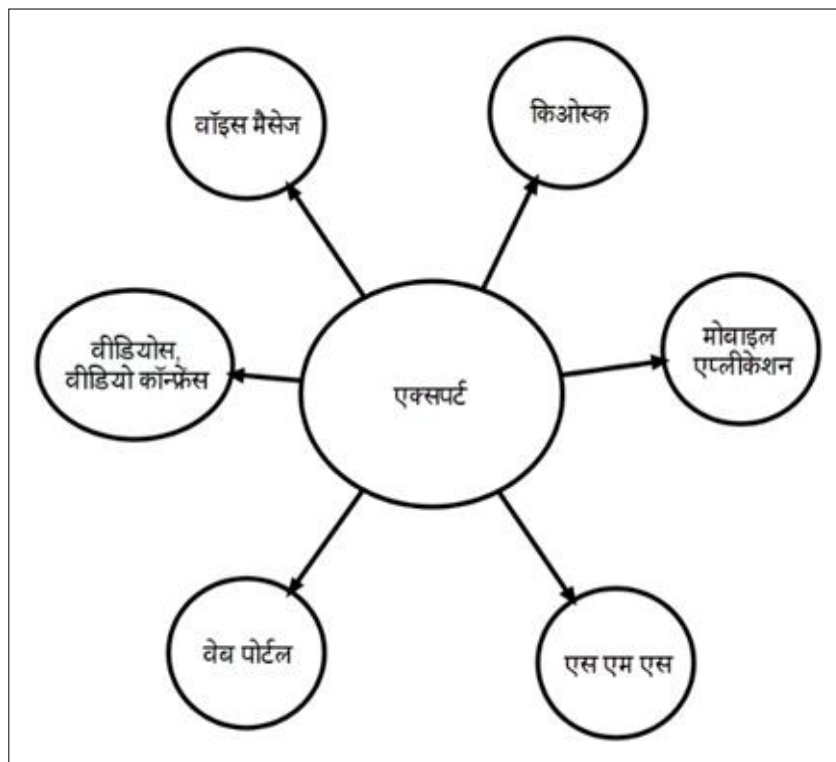 वॉइस मैसेज
किओस्क
वीडियोस,
वीडियो कॉन्फ्रेंस
एक्सपर्ट
मोबाइल
एप्लीकेशन
वेब पोर्टल
एस एम एस